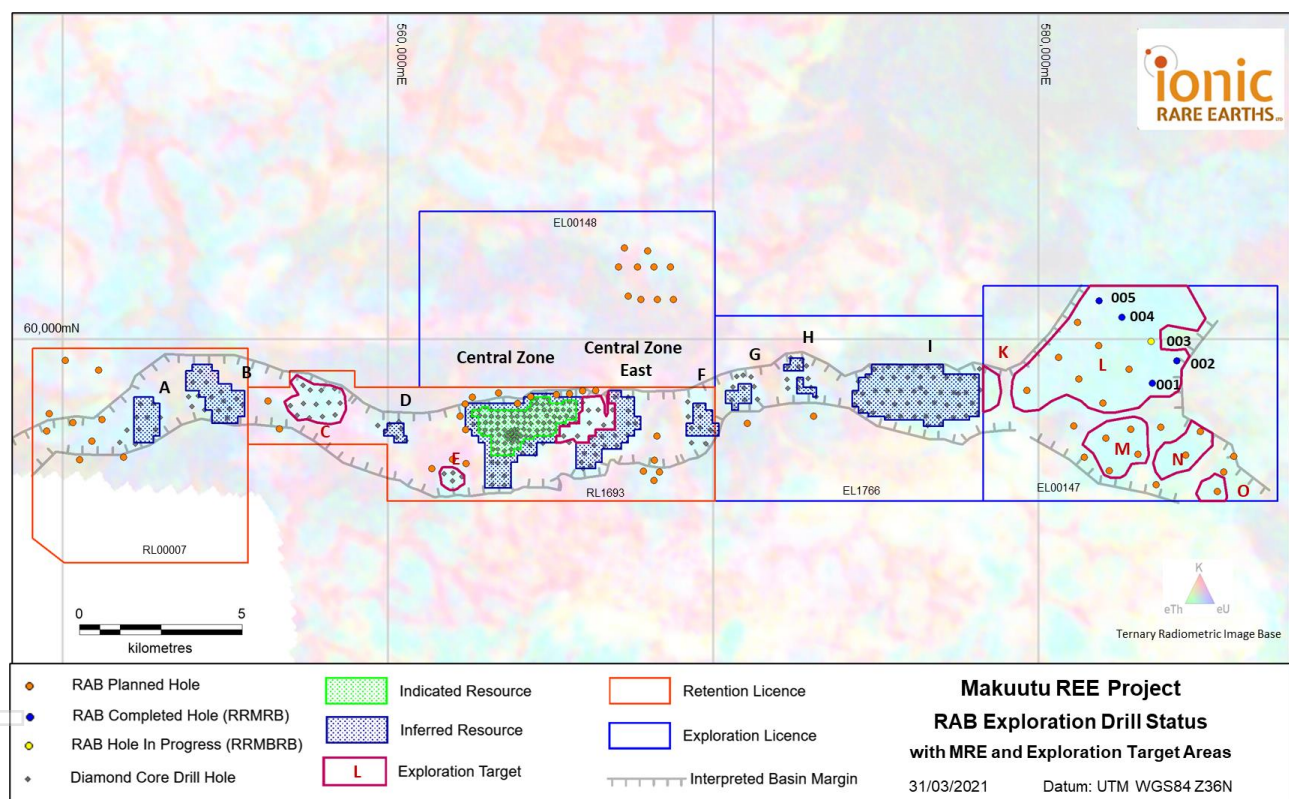 560,000mE
580,000mE
ionic
RARE EARTHS LTD
EL00148
60,000mN
005
004
003
002
001
Central Zone
Central Zone
East
A
B
C
D
E
F
G
H
I
K
L
M
N
O
RL00007
RL1693
EL1766
EL00147
0
5
kilometres
K
eTh
eU
Ternary Radiometric Image Base
RAB Planned Hole
RAB Completed Hole (RRMRB)
RAB Hole In Progress (RRMBRB)
Diamond Core Drill Hole
Indicated Resource
Inferred Resource
L
Exploration Target
Retention Licence
Exploration Licence
Interpreted Basin Margin
Makuutu REE Project
RAB Exploration Drill Status
with MRE and Exploration Target Areas
31/03/2021
Datum: UTM WGS84 Z36N